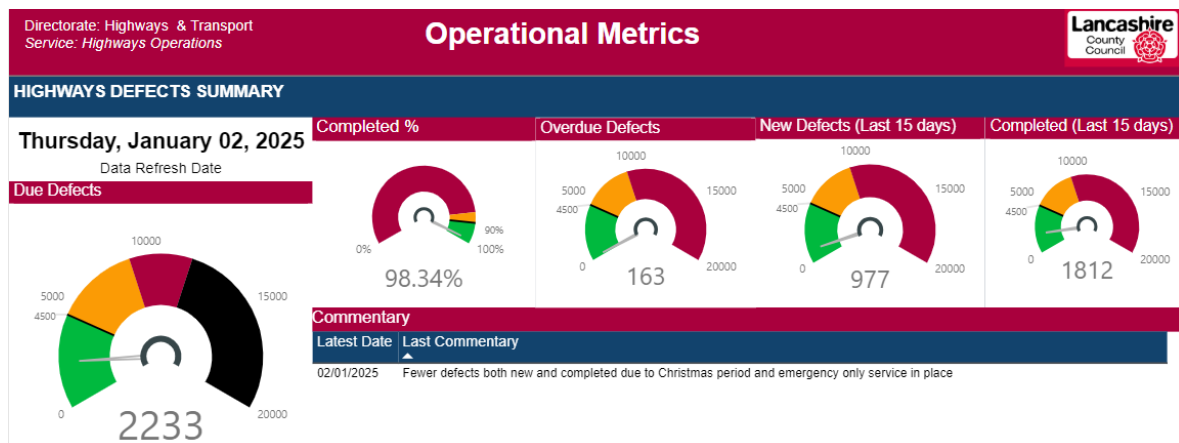 Directorate: Highways & Transport
Service: Highways Operations
Operational Metrics
Lancashire
County
Council
HIGHWAYS DEFECTS SUMMARY
Thursday, January 02, 2025
Data Refresh Date
Due Defects
0
4500
5000
10000
15000
20000
2233
Completed %
0%
90%
100%
98.34%
Overdue Defects
0
4500
5000
10000
15000
20000
163
New Defects (Last 15 days)
0
4500
5000
10000
15000
20000
977
Completed (Last 15 days)
0
4500
5000
10000
15000
20000
1812
Commentary
Latest Date Last Commentary
02/01/2025 Fewer defects both new and completed due to Christmas period and emergency only service in place